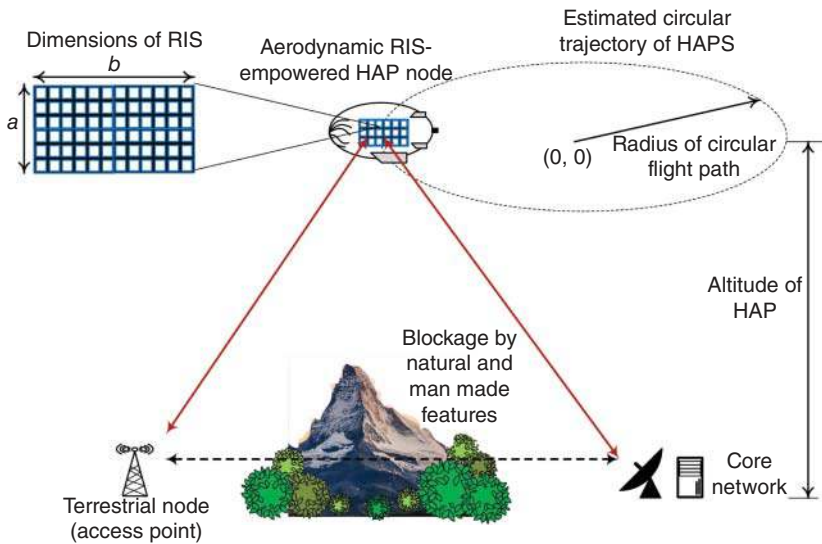 Dimensions of RIS
b
a
Aerodynamic RIS-
empowered HAP node
Estimated circular
trajectory of HAPS
(0, 0)
Radius of circular
flight path
Altitude of
HAP
Blockage by
natural and
man made
features
Terrestrial node
(access point)
Core
network